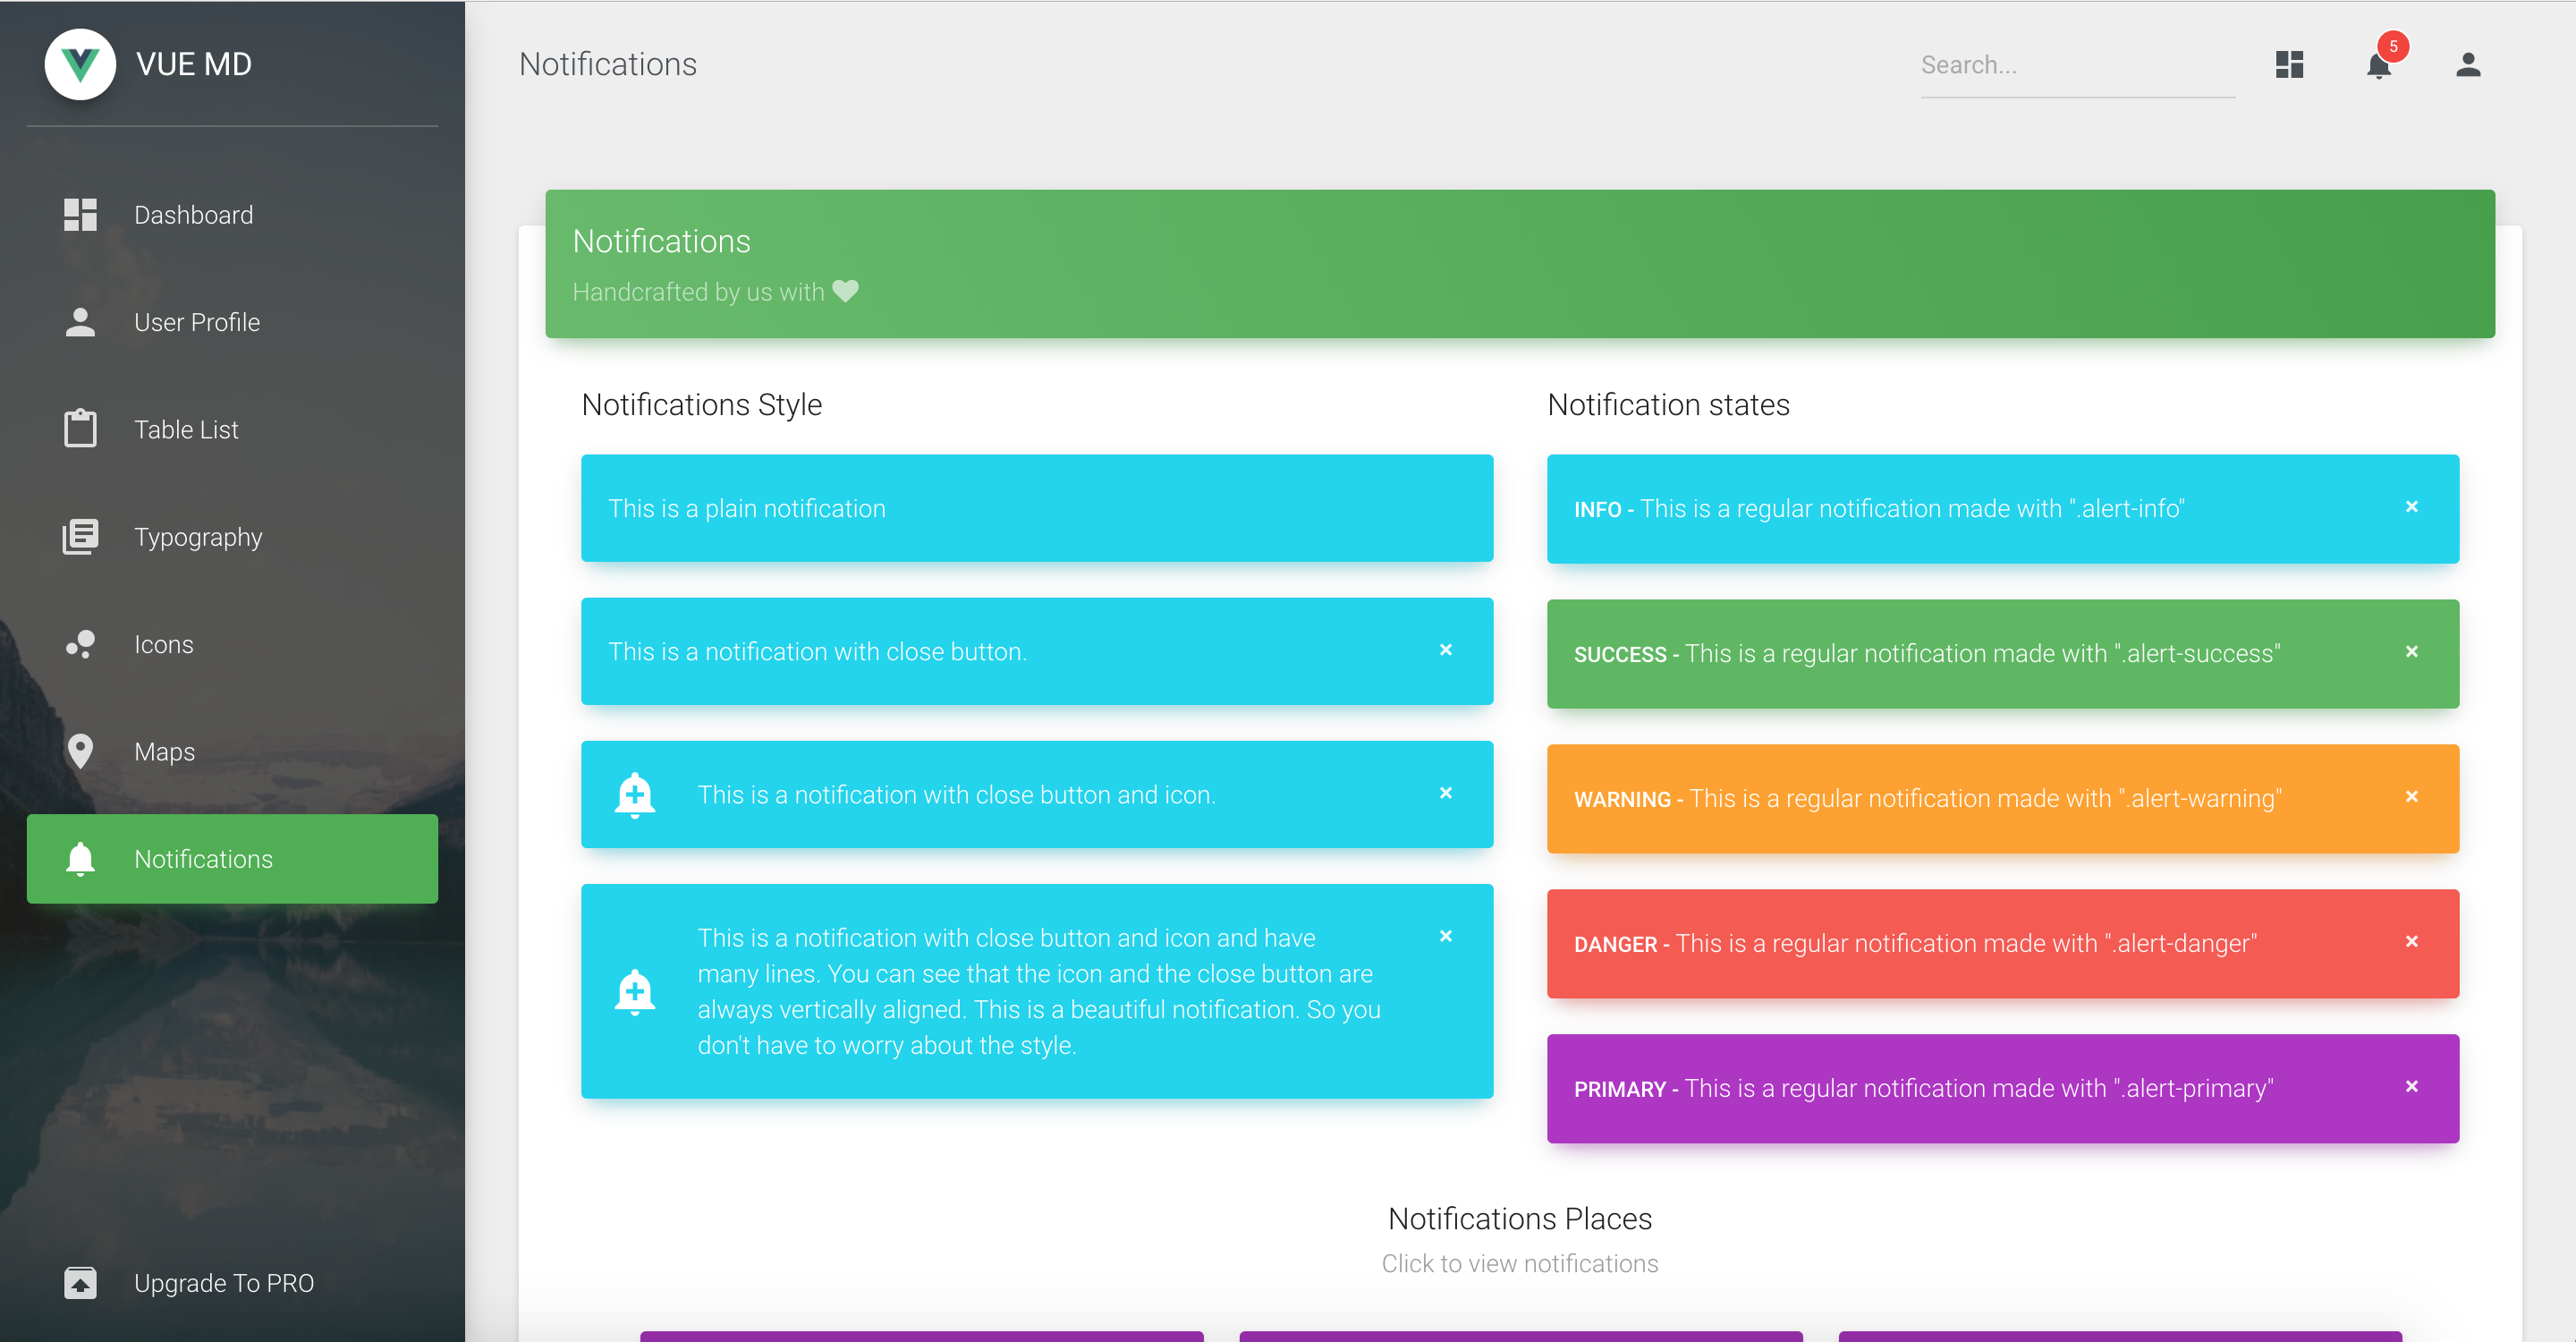 VUE MD
Dashboard
User Profile
Table List
Typography
Icons
Maps
Notifications
Upgrade To PRO
Notifications
Search...
5
Notifications
Handcrafted by us with
Notifications Style
This is a plain notification
This is a notification with close button.
This is a notification with close button and icon.
This is a notification with close button and icon and have
many lines. You can see that the icon and the close button are
always vertically aligned. This is a beautiful notification. So you
don't have to worry about the style.
Notification states
INFO - This is a regular notification made with ".alert-info"
SUCCESS - This is a regular notification made with ".alert-success"
WARNING - This is a regular notification made with ".alert-warning"
DANGER - This is a regular notification made with ".alert-danger"
PRIMARY - This is a regular notification made with ".alert-primary"
Notifications Places
Click to view notifications